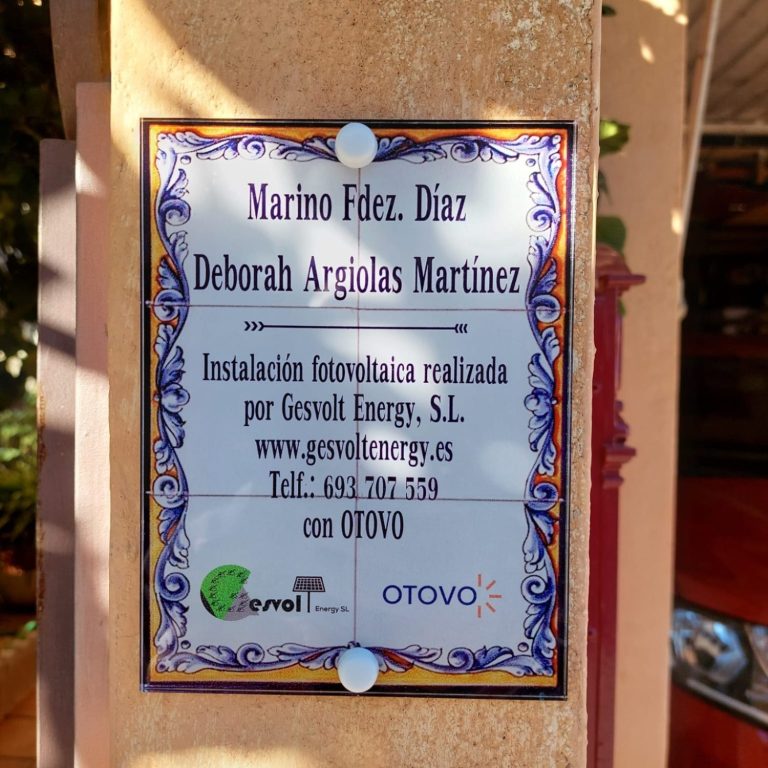 Marino Fdez. Díaz
Deborah Argiolas Martínez
Instalación fotovoltaica realizada
por Gesvolt Energy, S.L.
www.gesvoltenergy.es
Telf.: 693 707 559
con OTOVO
Gesvolt Energy SL
OTOVO